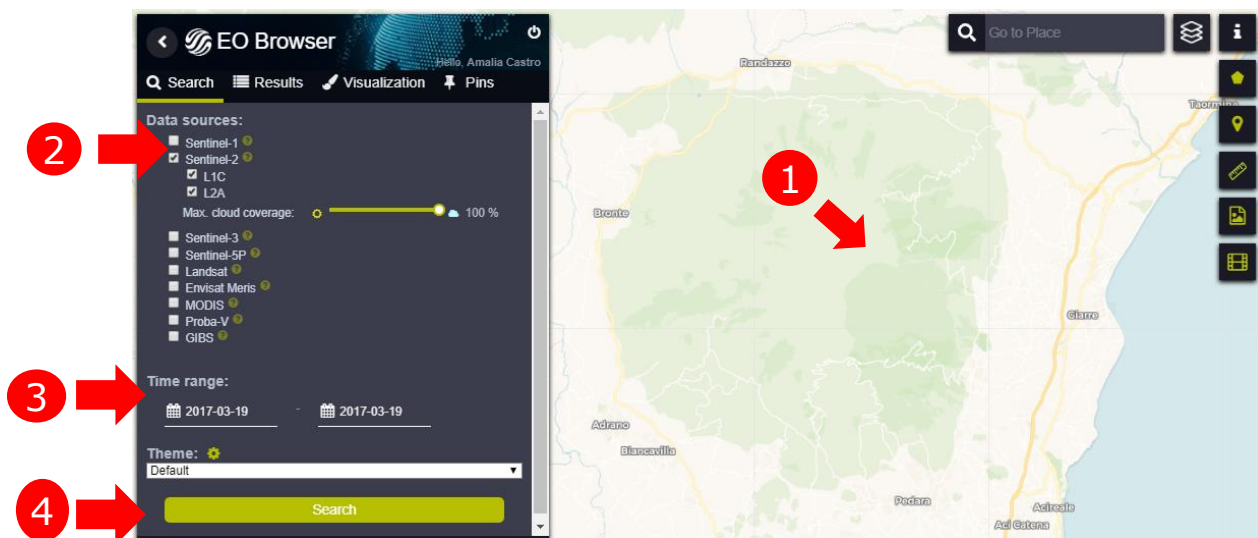 EO Browser
Hello, Amalia Castro
Search Results Visualization Pins
Data sources:
Sentinel-1
Sentinel-2
L1C
L2A
Max. cloud coverage: 100 %
Sentinel-3
Sentinel-5P
Landsat
Envisat Meris
MODIS
Proba-V
GIBS
Time range:
2017-03-19 - 2017-03-19
Theme:
Default
Search
2
3
4
1
Go to Place
i
Randazzo
Bronte
Giarre
Adrano
Biancavilla
Pedara
Acireale
Aci Catena